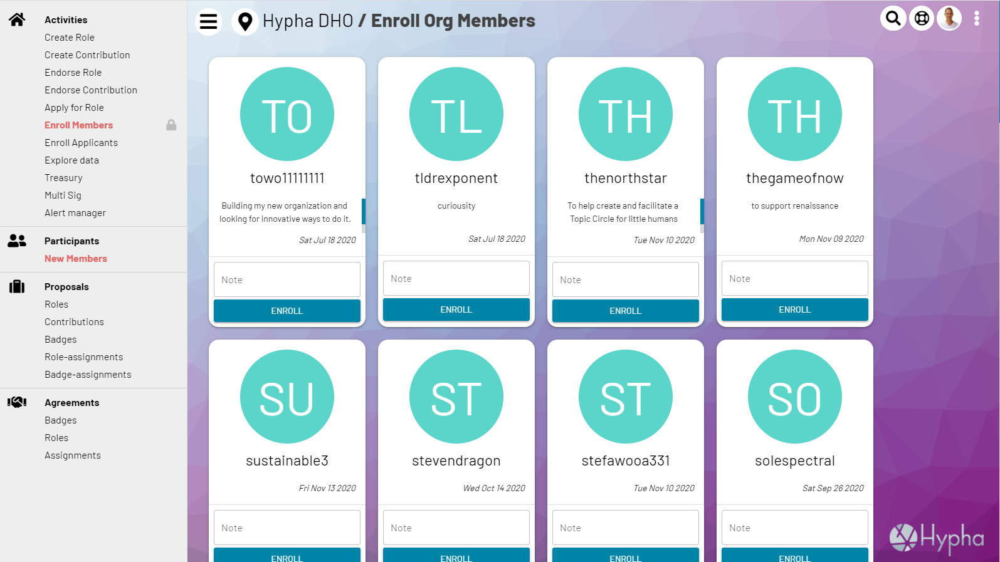 Activities
Create Role
Create Contribution
Endorse Role
Endorse Contribution
Apply for Role
Enroll Members
Enroll Applicants
Explore data
Treasury
Multi Sig
Alert manager
Participants
New Members
Proposals
Roles
Contributions
Badges
Role-assignments
Badge-assignments
Agreements
Badges
Roles
Assignments
Hypha DHO / Enroll Org Members
TO
towo11111111
Building my new organization and
looking for innovative ways to do it.
Sat Jul 18 2020
Note
ENROLL
TL
tldrexponent
curiousity
Sat Jul 18 2020
Note
ENROLL
TH
thenorthstar
To help create and facilitate a
Topic Circle for little humans
Tue Nov 10 2020
Note
ENROLL
TH
thegameofnow
to support renaissance
Mon Nov 09 2020
Note
ENROLL
SU
sustainable3
Fri Nov 13 2020
Note
ENROLL
ST
stevendragon
Wed Oct 14 2020
Note
ENROLL
ST
stefawooa331
Tue Nov 10 2020
Note
ENROLL
SO
solespectral
Sat Sep 26 2020
Note
ENROLL
Hypha